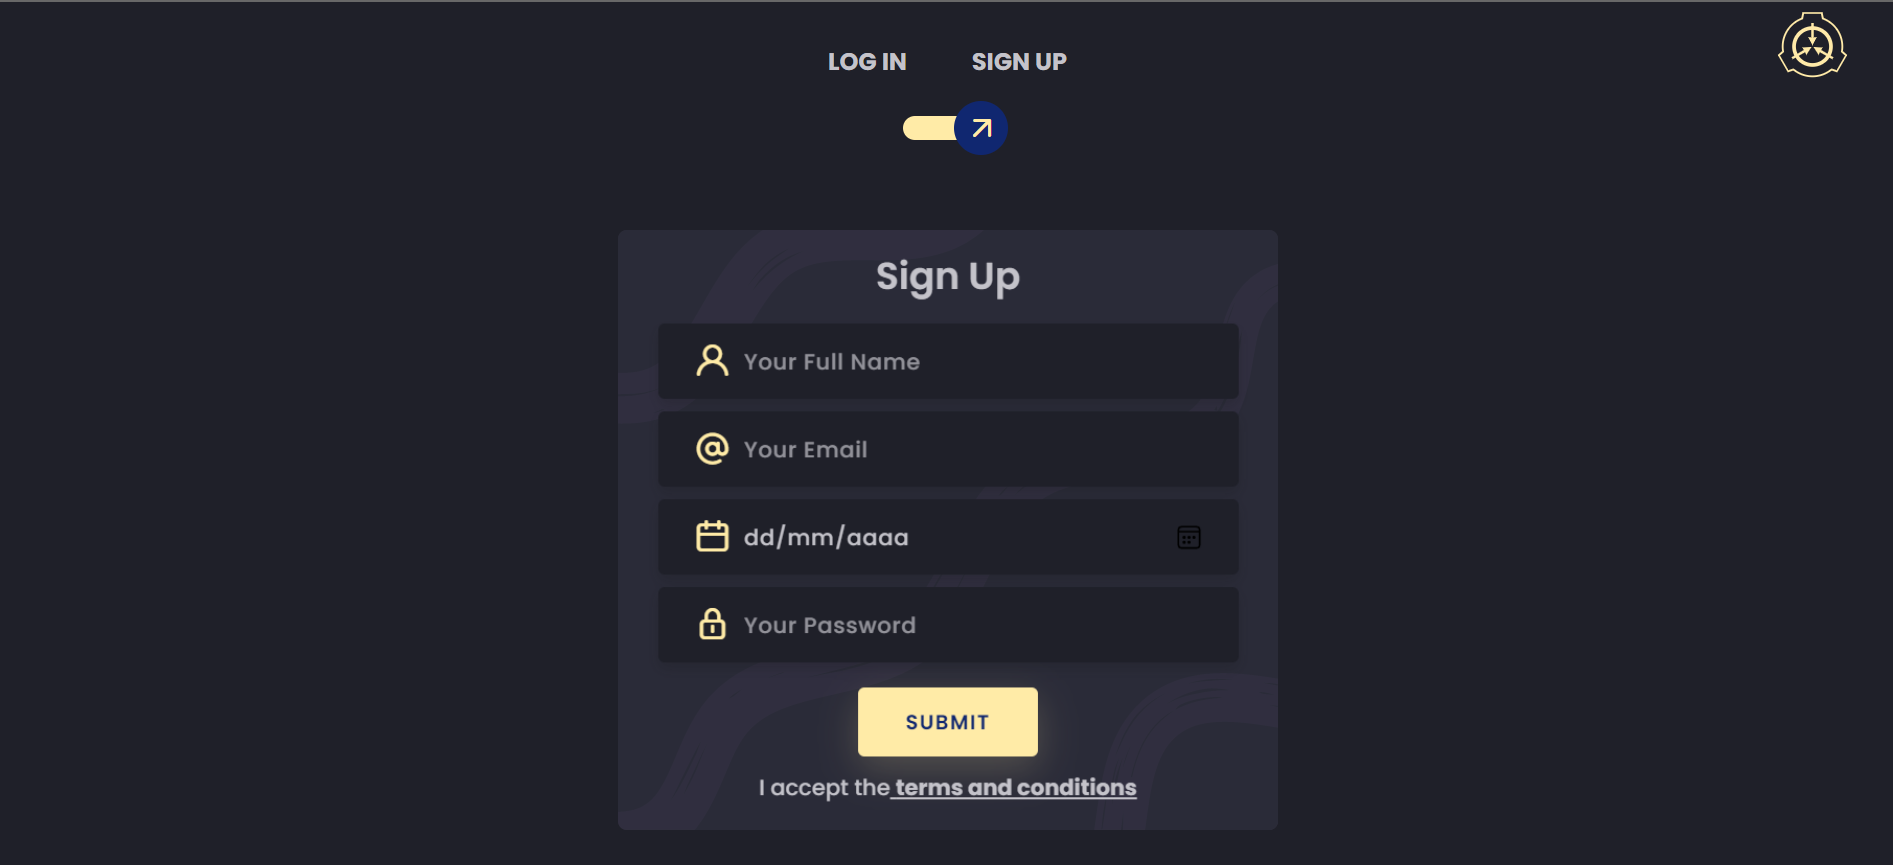 LOG IN SIGN UP
Sign Up
Your Full Name
Your Email
dd/mm/aaaa
Your Password
SUBMIT
I accept the terms and conditions